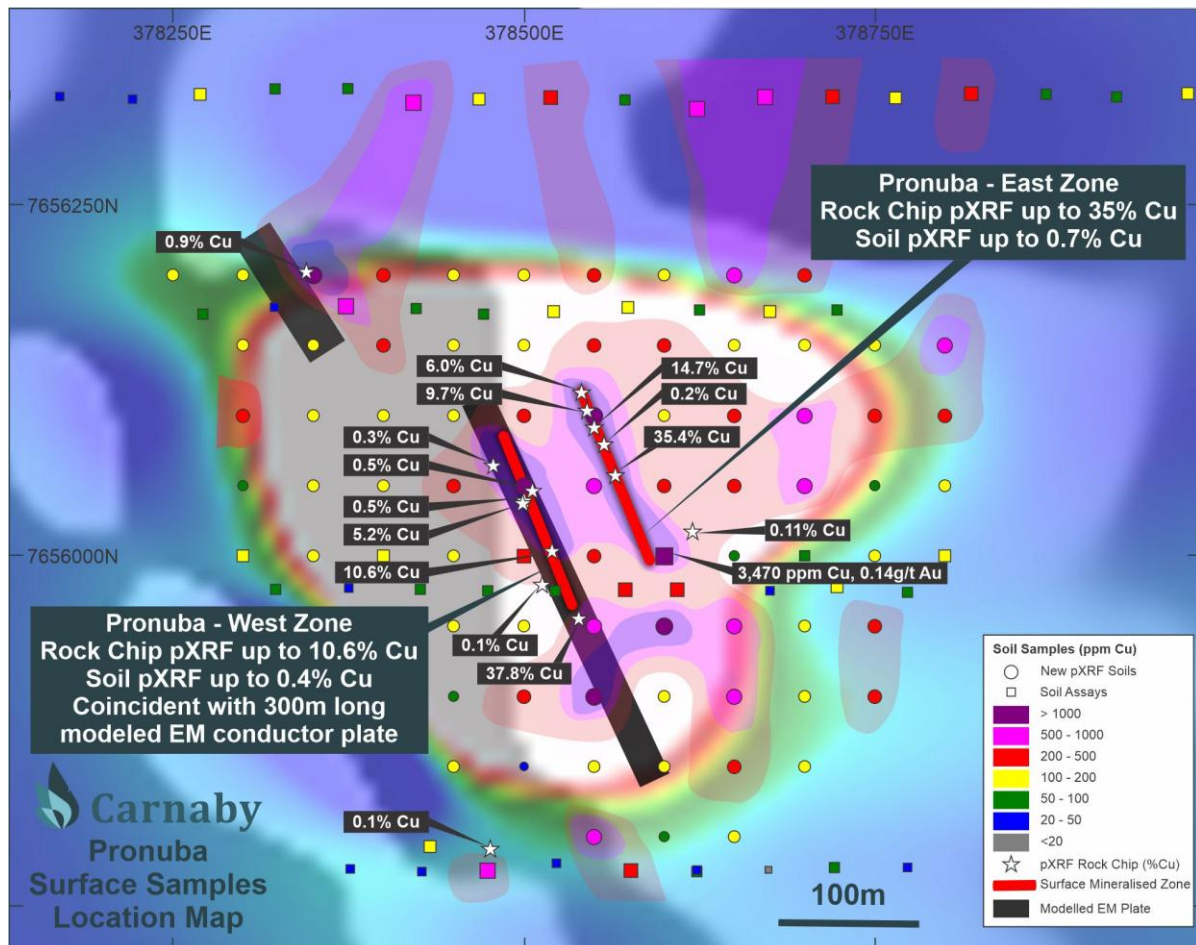 378250E
378500E
378750E
7656250N
7656000N
Pronuba - East Zone
Rock Chip pXRF up to 35% Cu
Soil pXRF up to 0.7% Cu
0.9% Cu
6.0% Cu
14.7% Cu
9.7% Cu
0.2% Cu
0.3% Cu
35.4% Cu
0.5% Cu
0.5% Cu
5.2% Cu
0.11% Cu
10.6% Cu
3,470 ppm Cu, 0.14g/t Au
Pronuba - West Zone
Rock Chip pXRF up to 10.6% Cu
Soil pXRF up to 0.4% Cu
Coincident with 300m long
modeled EM conductor plate
0.1% Cu
37.8% Cu
0.1% Cu
Carnaby
Pronuba
Surface Samples
Location Map
100m
Soil Samples (ppm Cu)
New pXRF Soils
Soil Assays
> 1000
500 - 1000
200 - 500
100 - 200
50 - 100
20 - 50
<20
pXRF Rock Chip (%Cu)
Surface Mineralised Zone
Modelled EM Plate